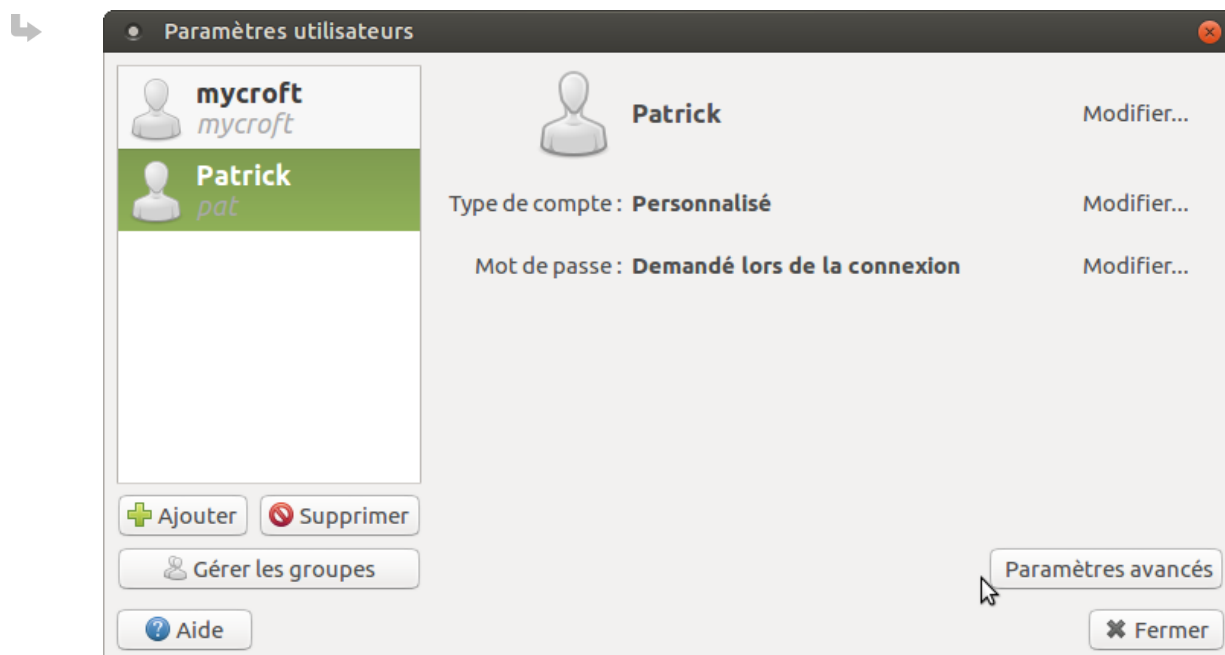 Paramètres utilisateurs
mycroft
mycroft
Patrick
pat
Patrick Modifier...
Type de compte : Personnalisé Modifier...
Mot de passe : Demandé lors de la connexion Modifier...
Ajouter Supprimer
Gérer les groupes
Paramètres avancés
Aide
Fermer